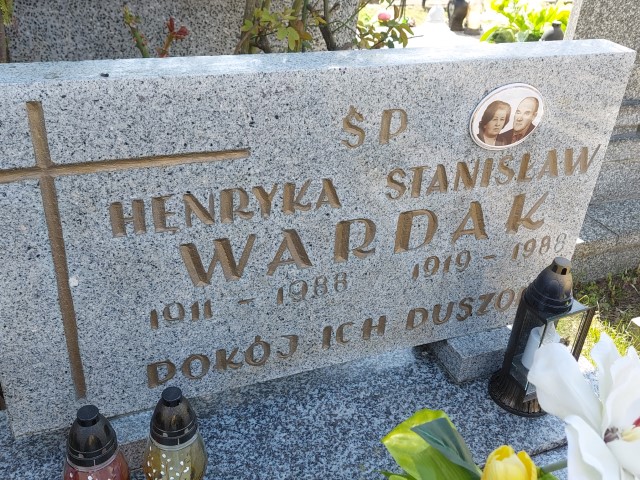 ŚP.
HENRYKA STANISŁAW
WARDAK
1911 - 1988 1919 - 1988
POKÓJ ICH DUSZOM